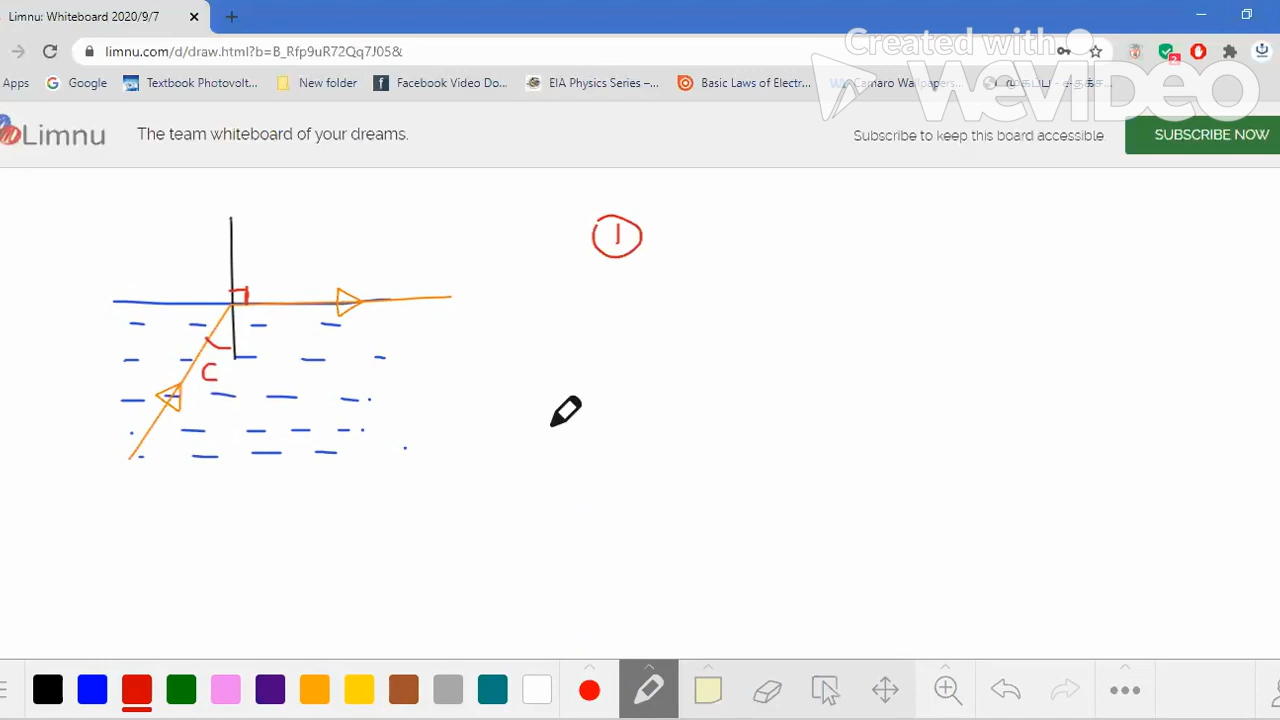 Limnu: Whiteboard 2020/9/7
Created with
limnu.com/d/draw.html?b=B_Rfp9uR72Qq7J05&
WeVIDEO
Apps Google Textbook Photovolt... New folder Facebook Video Do... EIA Physics Series –... Basic Laws of Electr... Camaro Wallpapers...
Limnu The team whiteboard of your dreams. Subscribe to keep this board accessible SUBSCRIBE NOW
1
C